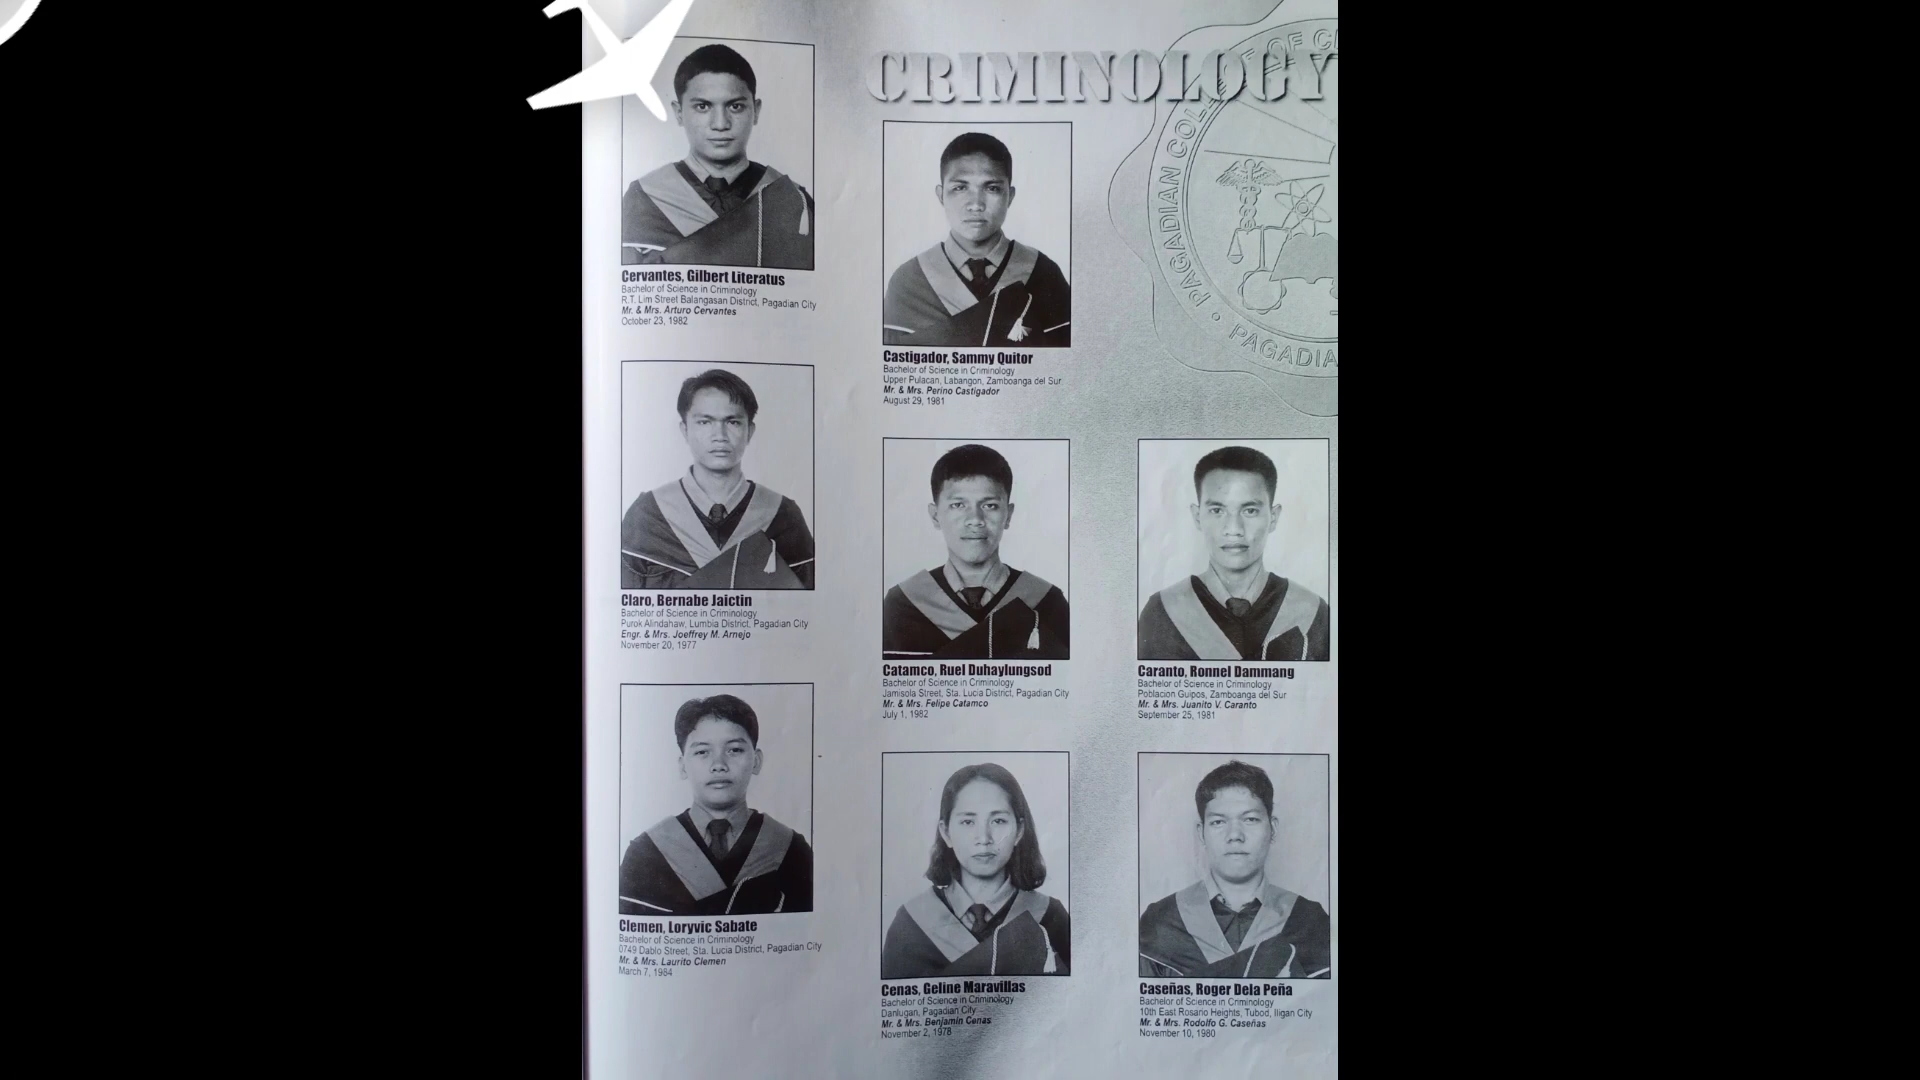 CRIMINOLOGY
PAGADIAN COLLEGE OF
PAGADIA
Cervantes, Gilbert Literatus
Bachelor of Science in Criminology
R.T. Lim Street Balangasan District, Pagadian City
Mr. & Mrs. Arturo Cervantes
October 23, 1982
Claro, Bernabe Jaictin
Bachelor of Science in Criminology
Purok Alindahaw, Lumbia District, Pagadian City
Engr. & Mrs. Joeffrey M. Arnejo
November 20, 1977
Clemen, Loryvic Sabate
Bachelor of Science in Criminology
0749 Dablo Street, Sta. Lucia District, Pagadian City
Mr. & Mrs. Laurito Clemen
March 7, 1984
Castigador, Sammy Quitor
Bachelor of Science in Criminology
Upper Pulacan, Labangon, Zamboanga del Sur
Mr. & Mrs. Perino Castigador
August 29, 1981
Catamco, Ruel Duhaylungsod
Bachelor of Science in Criminology
Jamisola Street, Sta. Lucia District, Pagadian City
Mr. & Mrs. Felipe Catamco
July 1, 1982
Cenas, Geline Maravillas
Bachelor of Science in Criminology
Danlugan, Pagadian City
Mr. & Mrs. Benjamin Cenas
November 2, 1978
Caranto, Ronnel Dammang
Bachelor of Science in Criminology
Poblacion Guipos, Zamboanga del Sur
Mr. & Mrs. Juanito V. Caranto
September 25, 1981
Caseñas, Roger Dela Peña
Bachelor of Science in Criminology
10th East Rosario Heights, Tubod, Iligan City
Mr. & Mrs. Rodolfo G. Caseñas
November 10, 1980